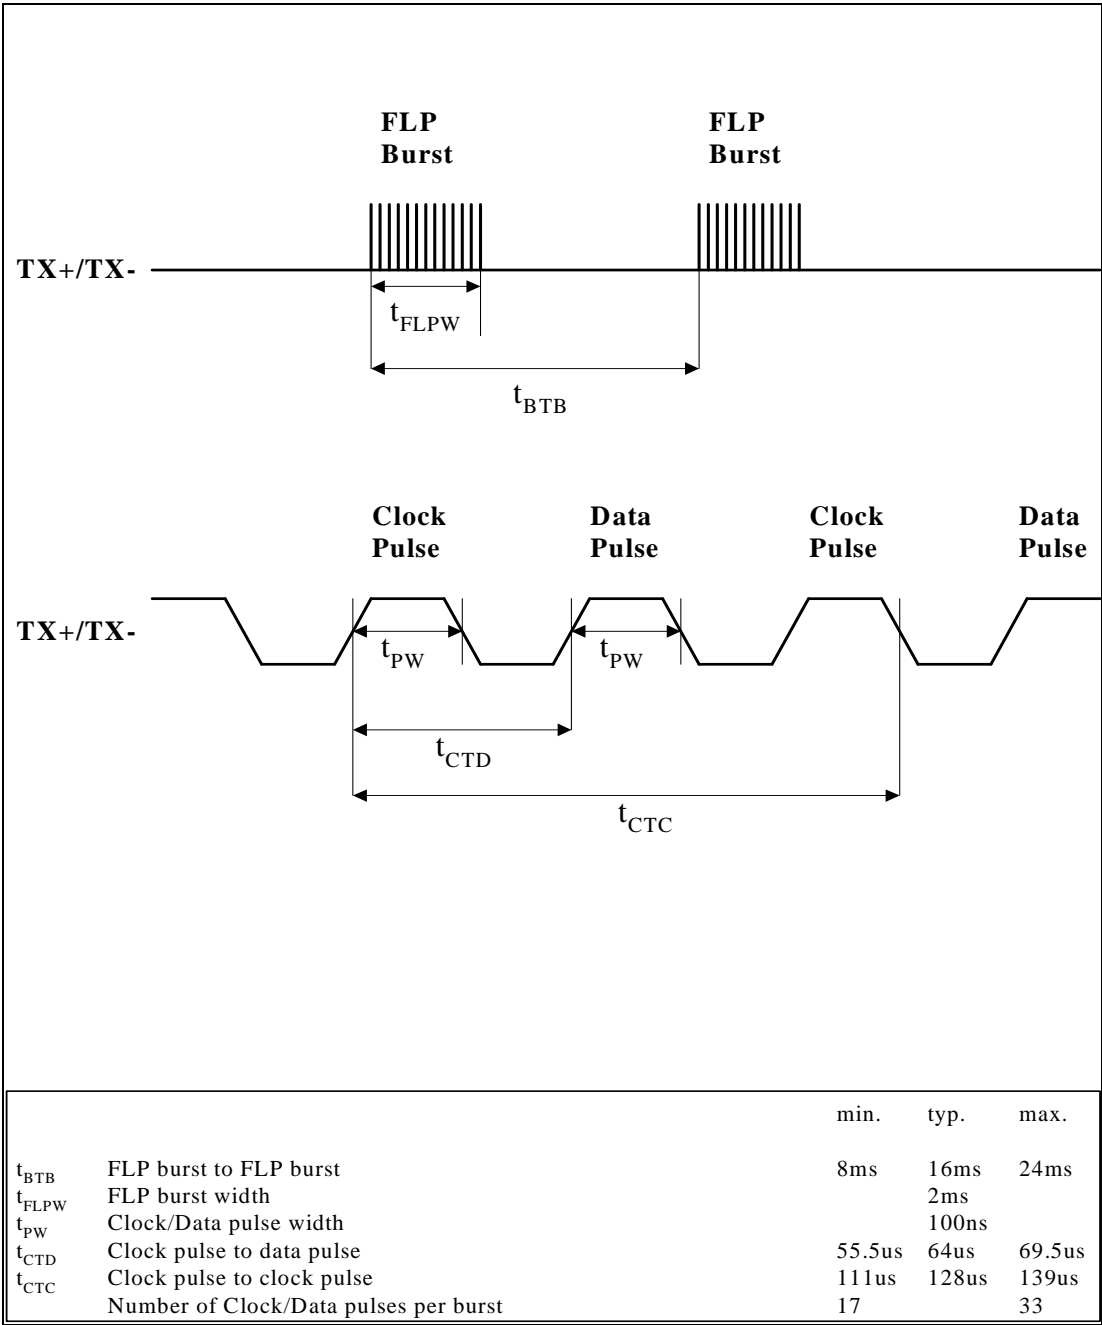 FLP Burst
FLP Burst
TX+/TX-
tFLPW
tBTB
Clock Pulse
Data Pulse
Clock Pulse
Data Pulse
TX+/TX-
tPW
tPW
tCTD
tCTC
min. typ. max.
tBTB FLP burst to FLP burst 8ms 16ms 24ms
tFLPW FLP burst width 2ms
tPW Clock/Data pulse width 100ns
tCTD Clock pulse to data pulse 55.5us 64us 69.5us
tCTC Clock pulse to clock pulse 111us 128us 139us
Number of Clock/Data pulses per burst 17 33